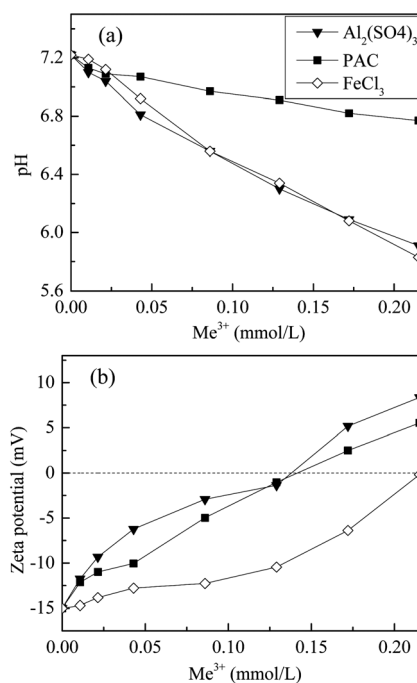 (a)
Al2(SO4)3
PAC
FeCl3
7.2
6.8
6.4
6.0
5.6
pH
0.00 0.05 0.10 0.15 0.20
Me3+ (mmol/L)
(b)
10
5
0
-5
-10
-15
Zeta potential (mV)
0.00 0.05 0.10 0.15 0.20
Me3+ (mmol/L)